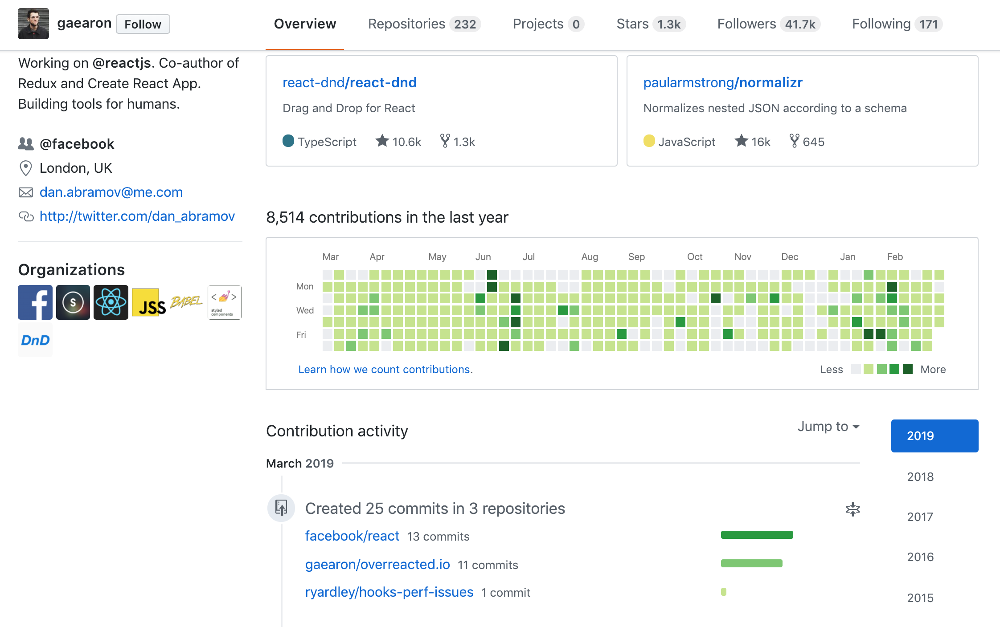 gaearon Follow
Overview Repositories 232 Projects 0 Stars 1.3k Followers 41.7k Following 171
Working on @reactjs. Co-author of
Redux and Create React App.
Building tools for humans.
@facebook
London, UK
dan.abramov@me.com
http://twitter.com/dan_abramov
Organizations
S
JSS
BABEL
< >
styled
components
DnD
react-dnd/react-dnd
Drag and Drop for React
TypeScript 10.6k 1.3k
paularmstrong/normalizr
Normalizes nested JSON according to a schema
JavaScript 16k 645
8,514 contributions in the last year
Mar Apr May Jun Jul Aug Sep Oct Nov Dec Jan Feb
Mon
Wed
Fri
Learn how we count contributions.
Less More
Contribution activity
Jump to
March 2019
Created 25 commits in 3 repositories
facebook/react 13 commits
gaearon/overreacted.io 11 commits
ryardley/hooks-perf-issues 1 commit
2019
2018
2017
2016
2015